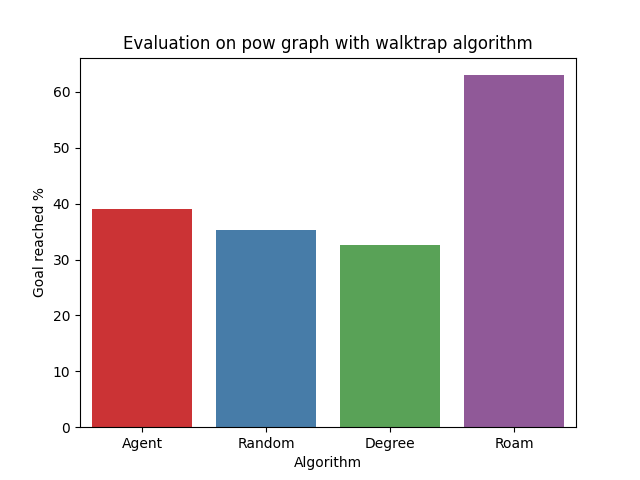 Evaluation on pow graph with walktrap algorithm
Goal reached %
60
50
40
30
20
10
0
Agent Random Degree Roam
Algorithm